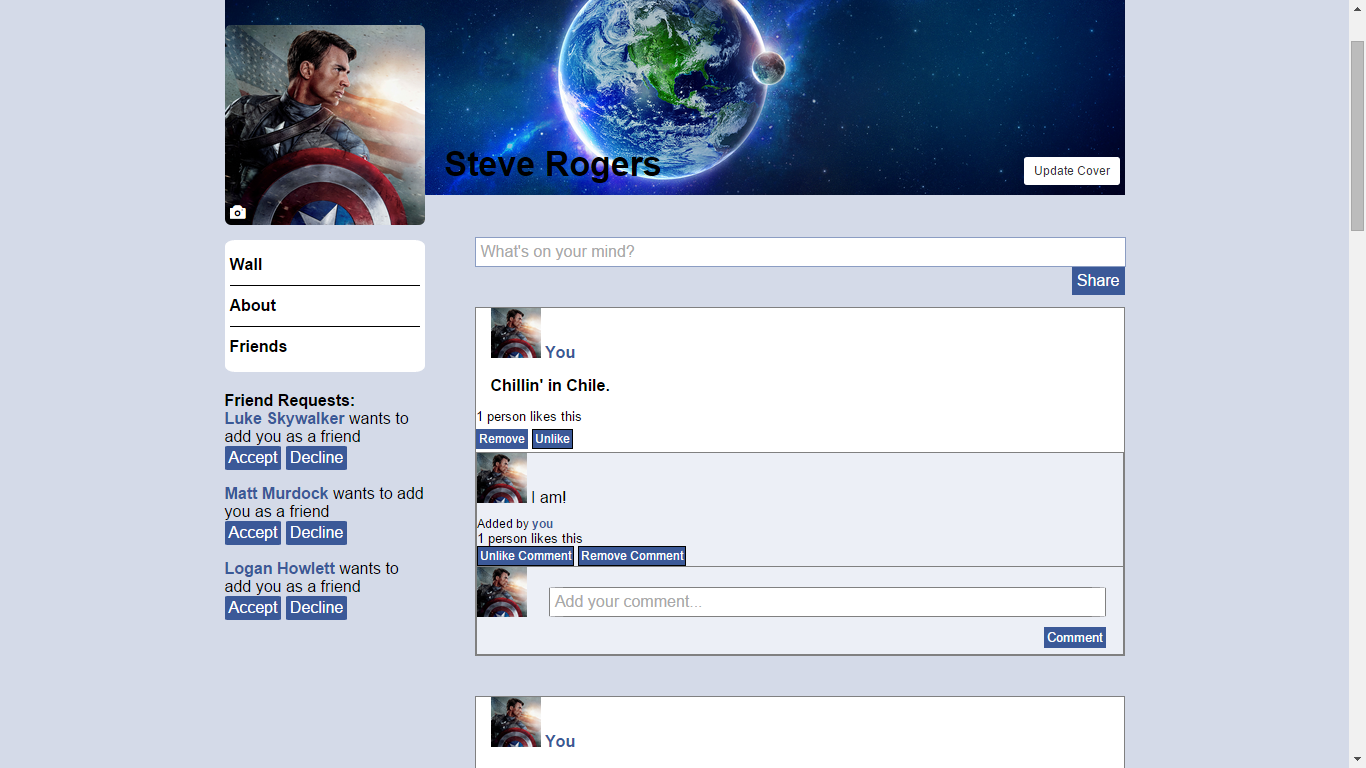 Steve Rogers
Update Cover
Wall
About
Friends
Friend Requests:
Luke Skywalker wants to
add you as a friend
Accept Decline
Matt Murdock wants to add
you as a friend
Accept Decline
Logan Howlett wants to
add you as a friend
Accept Decline
What's on your mind?
Share
You
Chillin' in Chile.
1 person likes this
Remove Unlike
I am!
Added by you
1 person likes this
Unlike Comment Remove Comment
Add your comment...
Comment
You